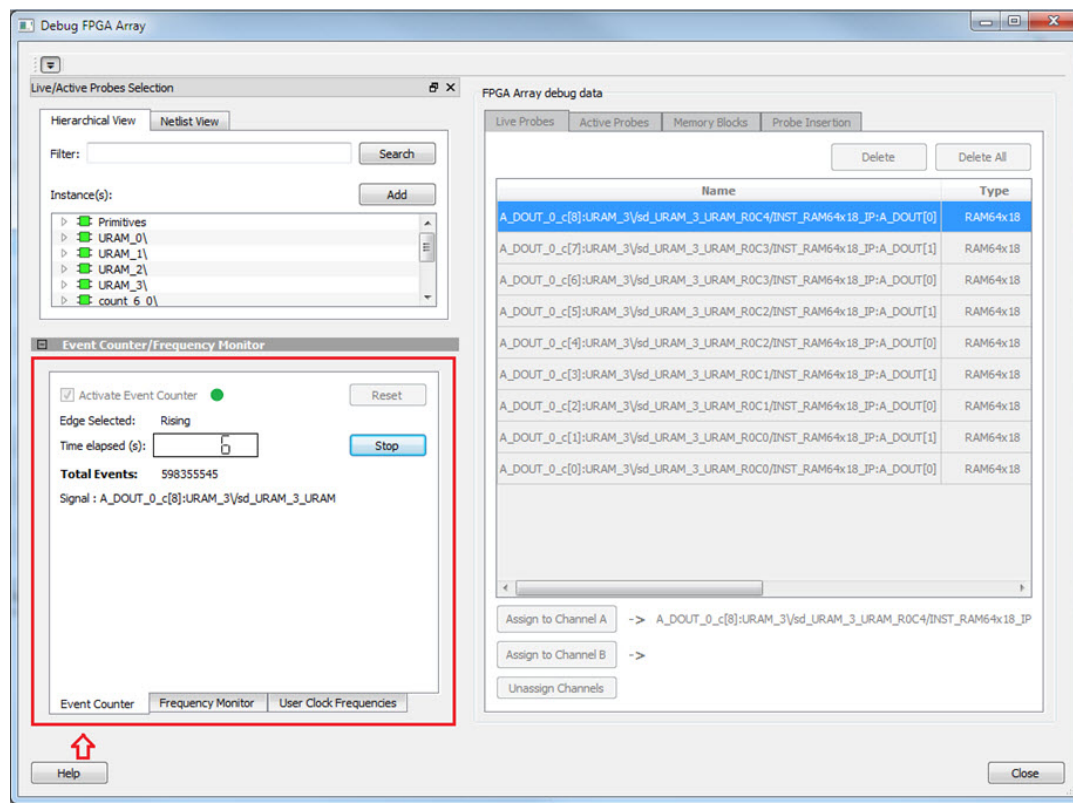 Debug FPGA Array
Live/Active Probes Selection
Hierarchical View Netlist View
Filter: Search
Instance(s): Add
Primitives
URAM_0\
URAM_1\
URAM_2\
URAM_3\
count_6_0\
Event Counter/Frequency Monitor
Activate Event Counter Reset
Edge Selected: Rising
Time elapsed (s): 6 Stop
Total Events: 598355545
Signal : A_DOUT_0_c[8]:URAM_3\/sd_URAM_3_URAM
Event Counter Frequency Monitor User Clock Frequencies
Help
FPGA Array debug data
Live Probes Active Probes Memory Blocks Probe Insertion
Delete Delete All
Name Type
A_DOUT_0_c[8]:URAM_3\/sd_URAM_3_URAM_R0C4/INST_RAM64x18_IP:A_DOUT[0] RAM64x18
A_DOUT_0_c[7]:URAM_3\/sd_URAM_3_URAM_R0C3/INST_RAM64x18_IP:A_DOUT[1] RAM64x18
A_DOUT_0_c[6]:URAM_3\/sd_URAM_3_URAM_R0C3/INST_RAM64x18_IP:A_DOUT[0] RAM64x18
A_DOUT_0_c[5]:URAM_3\/sd_URAM_3_URAM_R0C2/INST_RAM64x18_IP:A_DOUT[1] RAM64x18
A_DOUT_0_c[4]:URAM_3\/sd_URAM_3_URAM_R0C2/INST_RAM64x18_IP:A_DOUT[0] RAM64x18
A_DOUT_0_c[3]:URAM_3\/sd_URAM_3_URAM_R0C1/INST_RAM64x18_IP:A_DOUT[1] RAM64x18
A_DOUT_0_c[2]:URAM_3\/sd_URAM_3_URAM_R0C1/INST_RAM64x18_IP:A_DOUT[0] RAM64x18
A_DOUT_0_c[1]:URAM_3\/sd_URAM_3_URAM_R0C0/INST_RAM64x18_IP:A_DOUT[1] RAM64x18
A_DOUT_0_c[0]:URAM_3\/sd_URAM_3_URAM_R0C0/INST_RAM64x18_IP:A_DOUT[0] RAM64x18
Assign to Channel A -> A_DOUT_0_c[8]:URAM_3\/sd_URAM_3_URAM_R0C4/INST_RAM64x18_IP
Assign to Channel B ->
Unassign Channels
Close